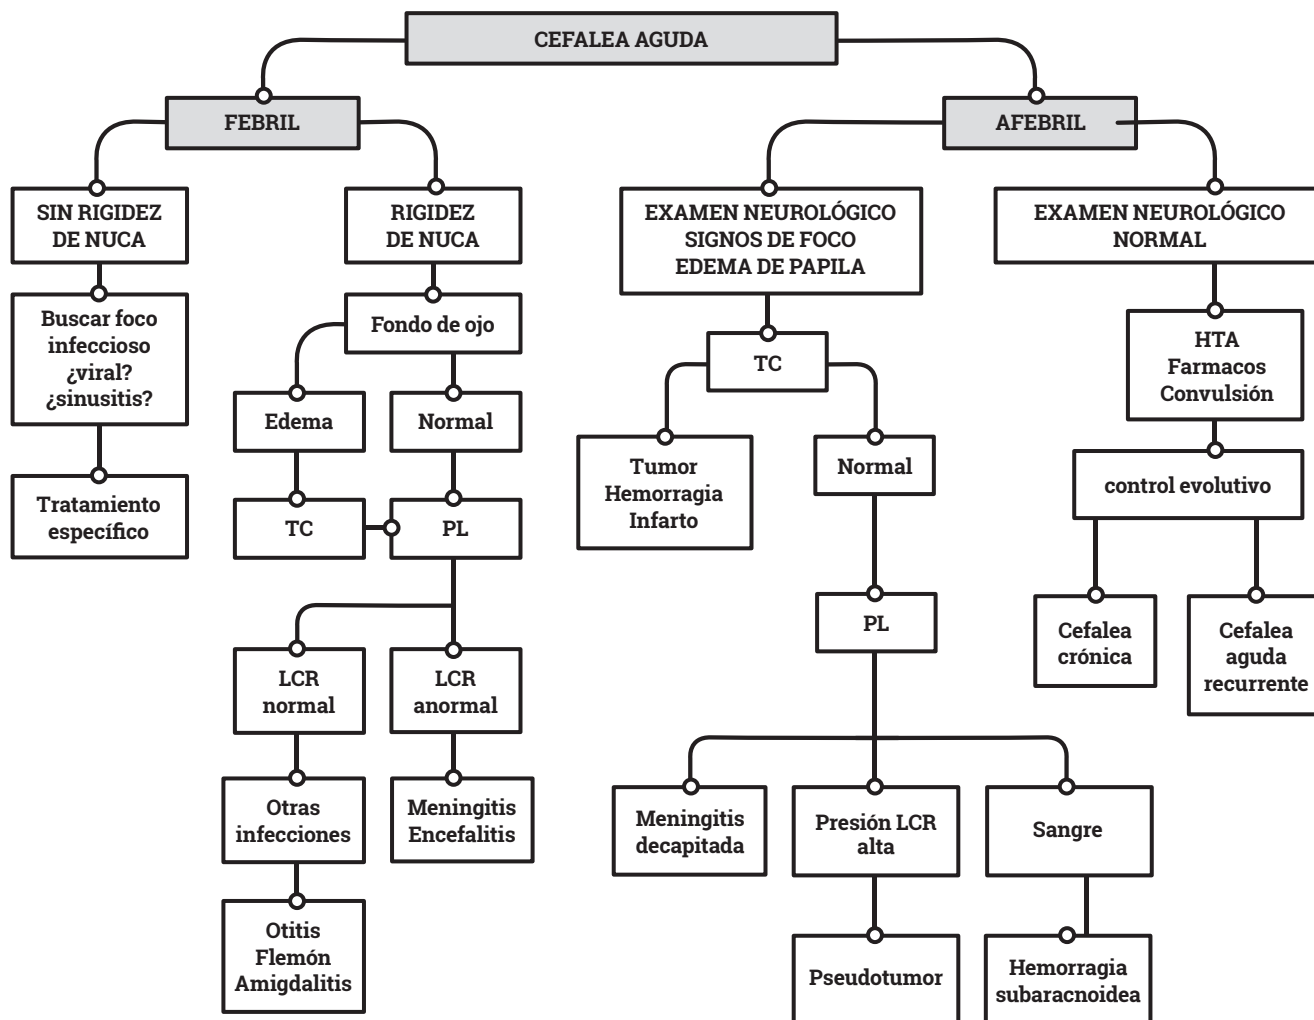 CEFALEA AGUDA
FEBRIL
AFEBRIL
SIN RIGIDEZ
DE NUCA
RIGIDEZ
DE NUCA
EXAMEN NEUROLÓGICO
SIGNOS DE FOCO
EDEMA DE PAPILA
EXAMEN NEUROLÓGICO
NORMAL
Buscar foco
infeccioso
¿viral?
¿sinusitis?
Fondo de ojo
TC
HTA
Farmacos
Convulsión
Edema
Normal
Tumor
Hemorragia
Infarto
Normal
control evolutivo
Tratamiento
específico
TC
PL
PL
Cefalea
crónica
Cefalea
aguda
recurrente
LCR
normal
LCR
anormal
Otras
infecciones
Meningitis
Encefalitis
Meningitis
decapitada
Presión LCR
alta
Sangre
Otitis
Flemón
Amigdalitis
Pseudotumor
Hemorragia
subaracnoidea